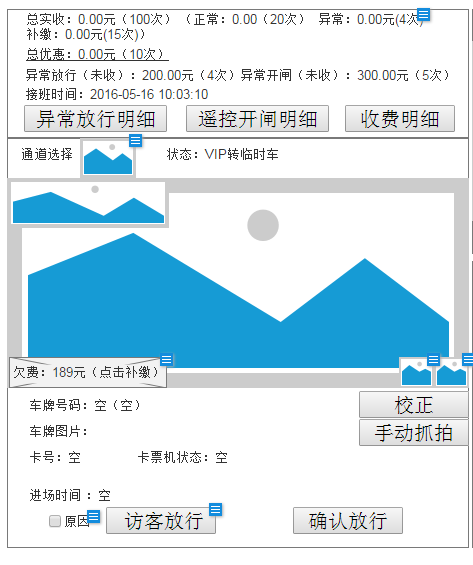 总实收：0.00元（100次）（正常：0.00（20次） 异常：0.00元(4次)
补缴：0.00元(15次))
总优惠：0.00元（10次）
异常放行（未收）：200.00元（4次）异常开闸（未收）：300.00元（5次）
接班时间：2016-05-16 10:03:10
异常放行明细 遥控开闸明细 收费明细
通道选择 状态：VIP转临时车
欠费：189元（点击补缴）
车牌号码：空（空） 校正
车牌图片： 手动抓拍
卡号：空 卡票机状态：空
进场时间 ：空
原因 访客放行 确认放行